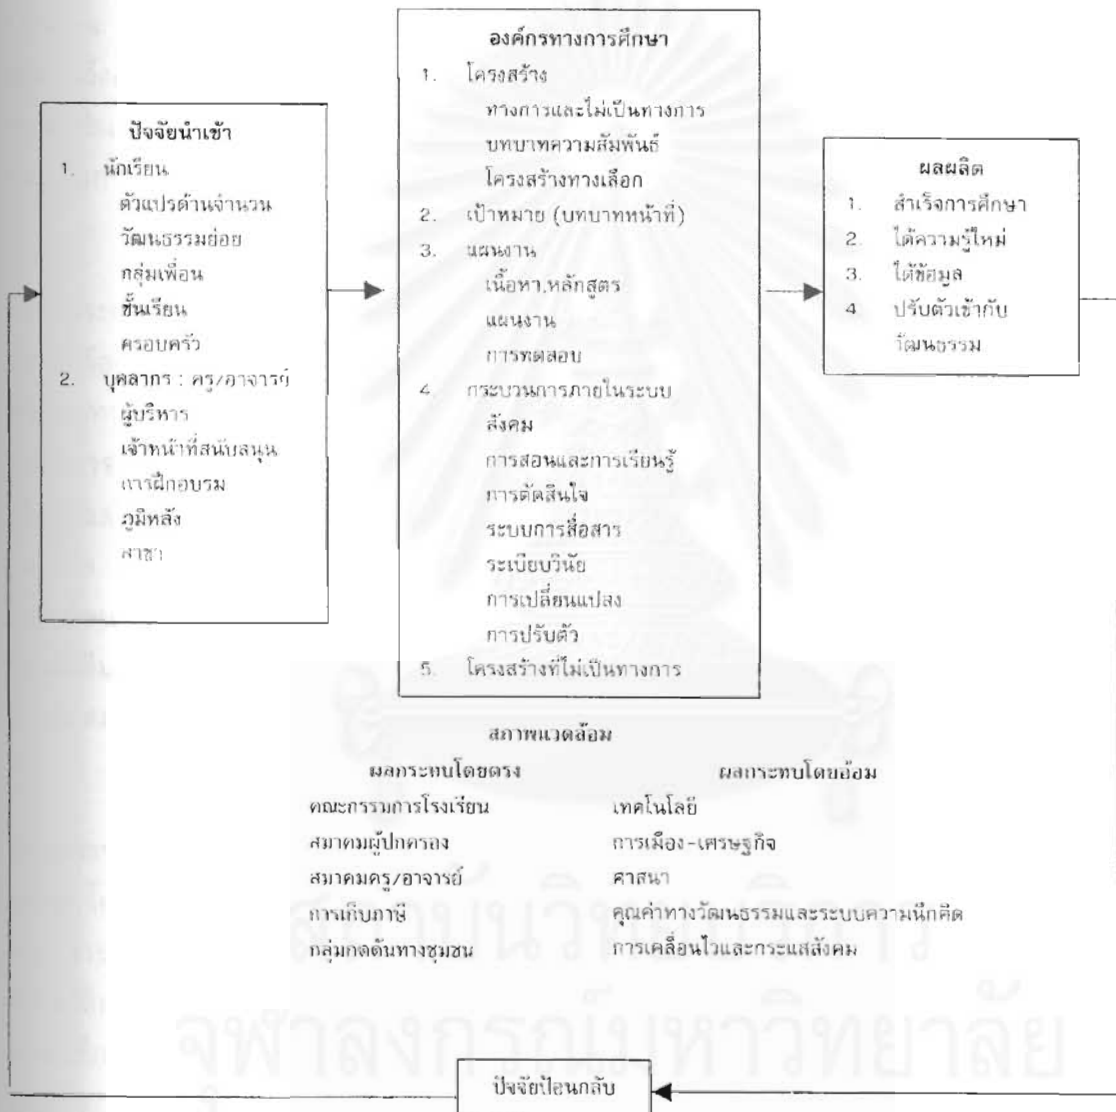 องค์กรทางการศึกษา
1. โครงสร้าง
ทางการและไม่เป็นทางการ
บทบาทความสัมพันธ์
โครงสร้างทางเลือก
2. เป้าหมาย (บทบาทหน้าที่)
3. แผนงาน
เนื้อหา,หลักสูตร
แผนงาน
การทดสอบ
4. กระบวนการภายในระบบ
สังคม
การสอนและการเรียนรู้
การตัดสินใจ
ระบบการสื่อสาร
ระเบียบวินัย
การเปลี่ยนแปลง
การปรับตัว
5. โครงสร้างที่ไม่เป็นทางการ
ปัจจัยนำเข้า
1. นักเรียน
ตัวแปรด้านจำนวน
วัฒนธรรมย่อย
กลุ่มเพื่อน
ชั้นเรียน
ครอบครัว
2. บุคลากร : ครู/อาจารย์
ผู้บริหาร
เจ้าหน้าที่สนับสนุน
การฝึกอบรม
ภูมิหลัง
สาขา
ผลผลิต
1. สำเร็จการศึกษา
2. ได้ความรู้ใหม่
3. ได้ข้อมูล
4 ปรับตัวเข้ากับ
วัฒนธรรม
สภาพแวดล้อม
ผลกระทบโดยตรง ผลกระทบโดยอ้อม
คณะกรรมการโรงเรียน เทคโนโลยี
สมาคมผู้ปกครอง การเมือง-เศรษฐกิจ
สมาคมครู/อาจารย์ ศาสนา
การเก็บภาษี คุณค่าทางวัฒนธรรมและระบบความนึกคิด
กลุ่มกดดันทางชุมชน การเคลื่อนไวและกระแสสังคม
สถาบันวิทยบริการ
จุฬาลงกรณ์มหาวิทยาลัย
ปัจจัยป้อนกลับ